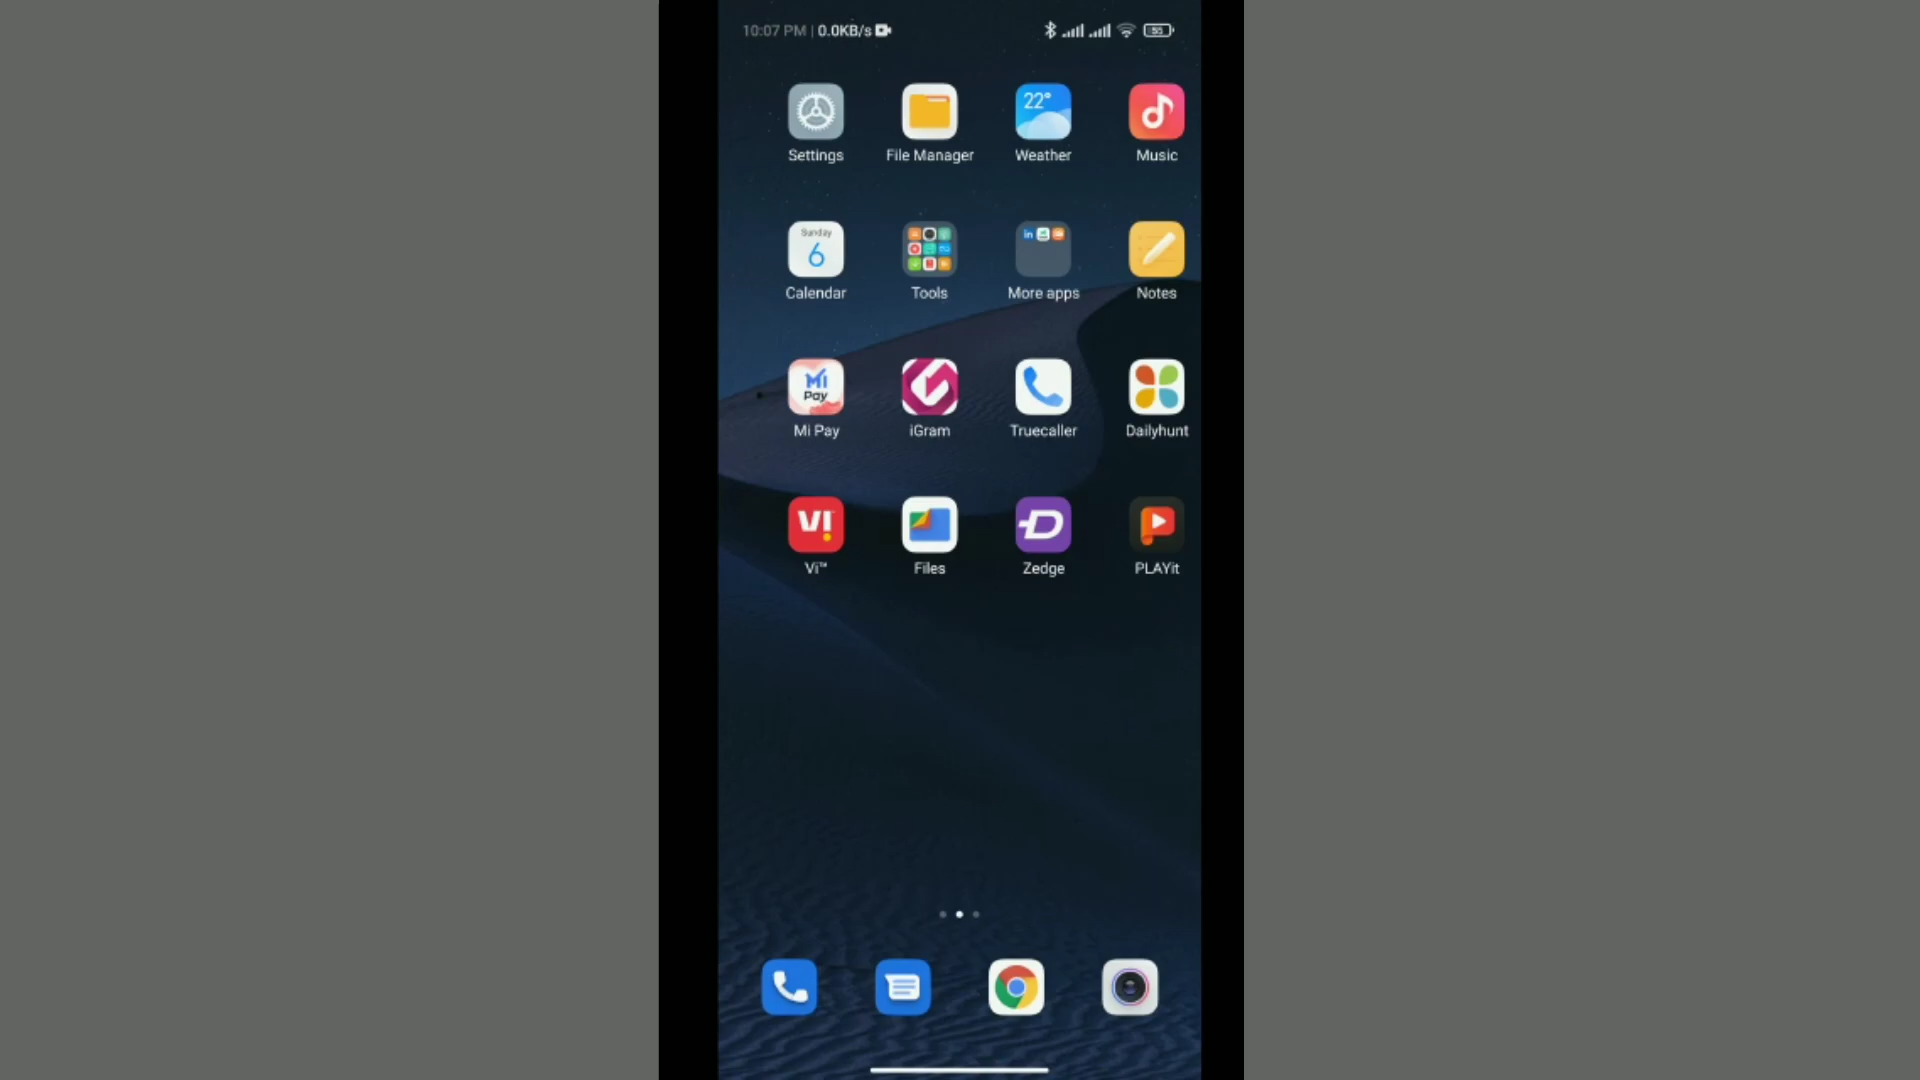 10:07 PM | 0.0KB/s
55
22°
Settings
File Manager
Weather
Music
Sunday
6
in
Calendar
Tools
More apps
Notes
Mi
Pay
Mi Pay
iGram
Truecaller
Dailyhunt
VI
Vi™
Files
Zedge
PLAYit